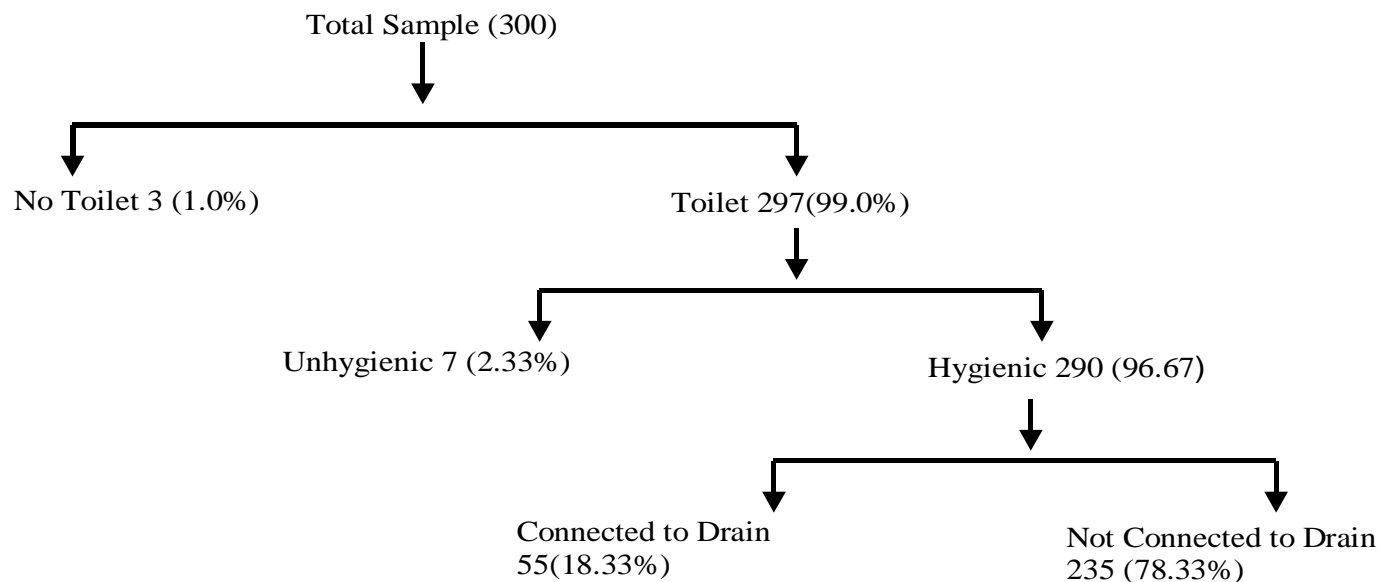 Total Sample (300)
No Toilet 3 (1.0%)
Toilet 297(99.0%)
Unhygienic 7 (2.33%)
Hygienic 290 (96.67)
Connected to Drain
55(18.33%)
Not Connected to Drain
235 (78.33%)